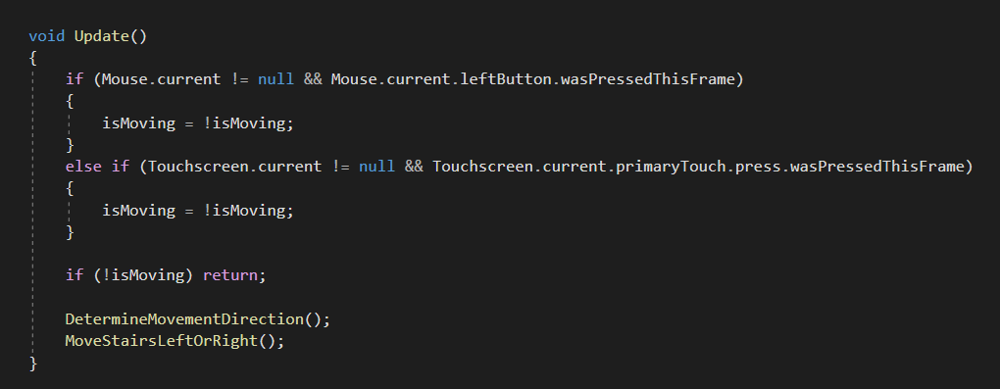 void Update()
{
if (Mouse.current != null && Mouse.current.leftButton.wasPressedThisFrame)
{
isMoving = !isMoving;
}
else if (Touchscreen.current != null && Touchscreen.current.primaryTouch.press.wasPressedThisFrame)
{
isMoving = !isMoving;
}
if (!isMoving) return;
DetermineMovementDirection();
MoveStairsLeftOrRight();
}